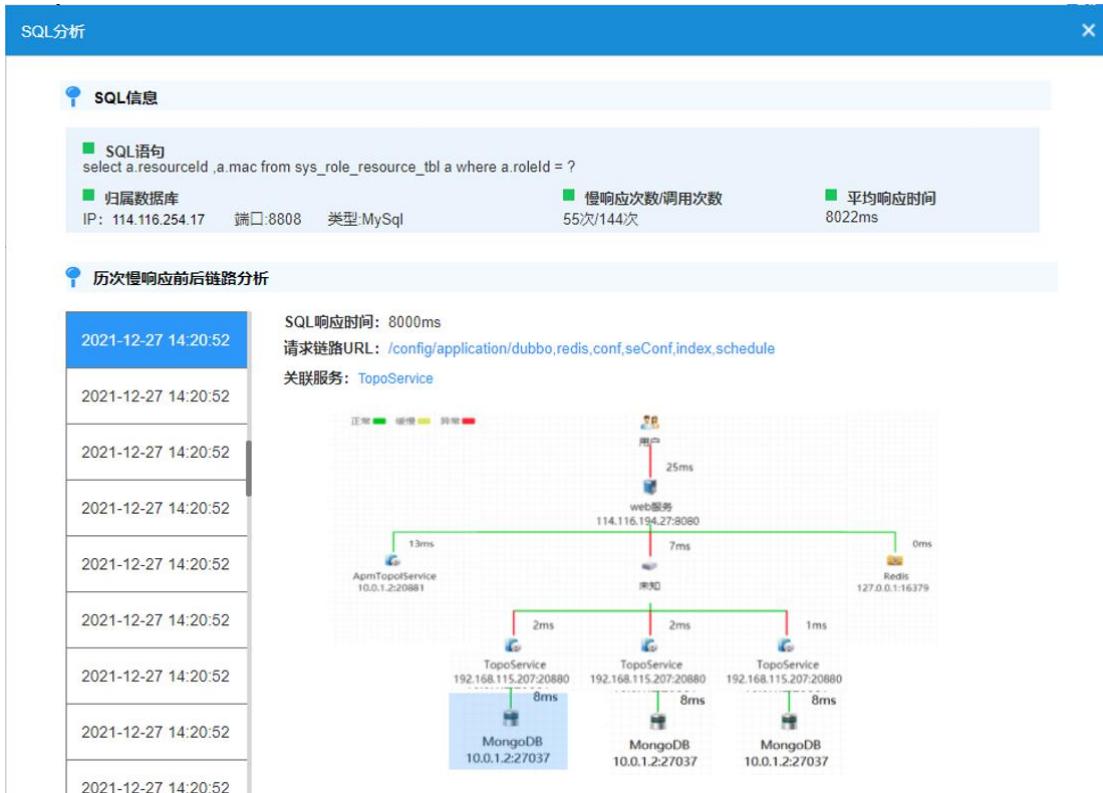 SQL分析
SQL信息
SQL语句
select a.resourceId ,a.mac from sys_role_resource_tbl a where a.roleId = ?
归属数据库 慢响应次数/调用次数 平均响应时间
IP： 114.116.254.17 端口:8808 类型:MySql 55次/144次 8022ms
历次慢响应前后链路分析
2021-12-27 14:20:52
2021-12-27 14:20:52
2021-12-27 14:20:52
2021-12-27 14:20:52
2021-12-27 14:20:52
2021-12-27 14:20:52
2021-12-27 14:20:52
2021-12-27 14:20:52
2021-12-27 14:20:52
SQL响应时间： 8000ms
请求链路URL： /config/application/dubbo,redis,conf,seConf,index,schedule
关联服务： TopoService
正常 缓慢 异常
用户
25ms
web服务
114.116.194.27:8080
13ms 7ms 0ms
ApmTopolService 未知 Redis
10.0.1.2:20881 127.0.0.1:16379
2ms 2ms 1ms
TopoService TopoService TopoService
192.168.115.207:20880 192.168.115.207:20880 192.168.115.207:20880
8ms 8ms 8ms
MongoDB MongoDB MongoDB
10.0.1.2:27037 10.0.1.2:27037 10.0.1.2:27037